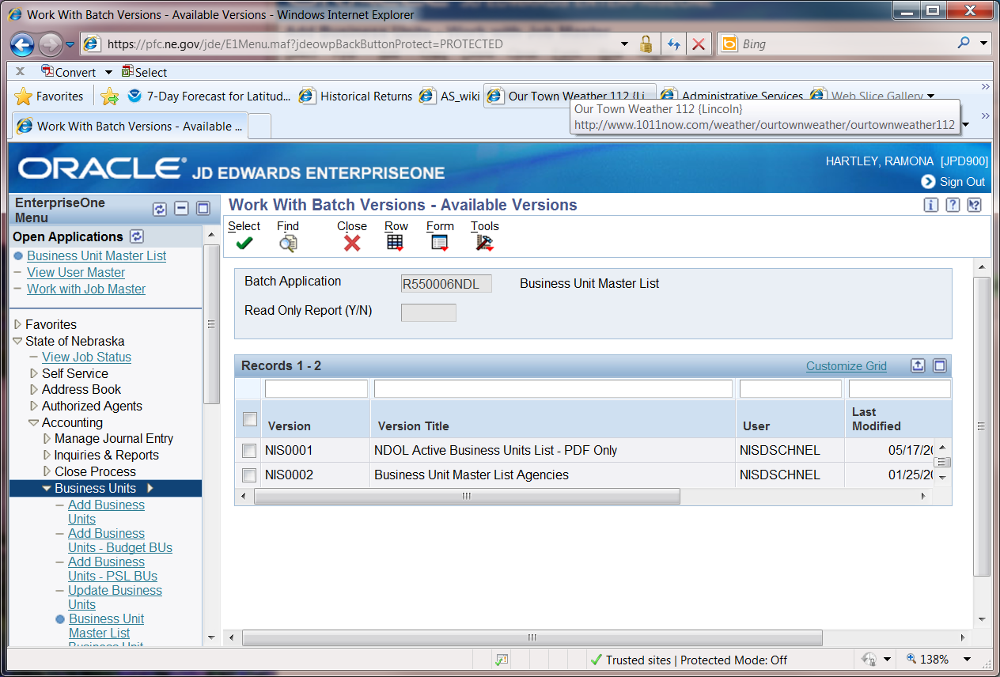 Work With Batch Versions - Available Versions - Windows Internet Explorer
https://pfc.ne.gov/jde/E1Menu.maf?jdeowpBackButtonProtect=PROTECTED
Bing
x Convert Select
Favorites 7-Day Forecast for Latitud... Historical Returns AS_wiki Our Town Weather 112 {Li... Administrative Services Web Slice Gallery
Our Town Weather 112 {Lincoln}
http://www.1011now.com/weather/ourtownweather/ourtownweather112
Work With Batch Versions - Available ...
ORACLE® JD EDWARDS ENTERPRISEONE
HARTLEY, RAMONA [JPD900]
Sign Out
EnterpriseOne
Menu
Open Applications
Business Unit Master List
View User Master
Work with Job Master
Favorites
State of Nebraska
View Job Status
Self Service
Address Book
Authorized Agents
Accounting
Manage Journal Entry
Inquiries & Reports
Close Process
Business Units
Add Business
Units
Add Business
Units - Budget BUs
Add Business
Units - PSL BUs
Update Business
Units
Business Unit
Master List
Business Unit
Work With Batch Versions - Available Versions
Select Find Close Row Form Tools
Batch Application R550006NDL Business Unit Master List
Read Only Report (Y/N)
Records 1 - 2 Customize Grid
Version Version Title User Last
Modified
NIS0001 NDOL Active Business Units List - PDF Only NISDSCHNEL 05/17/20
NIS0002 Business Unit Master List Agencies NISDSCHNEL 01/25/20
Trusted sites | Protected Mode: Off
138%